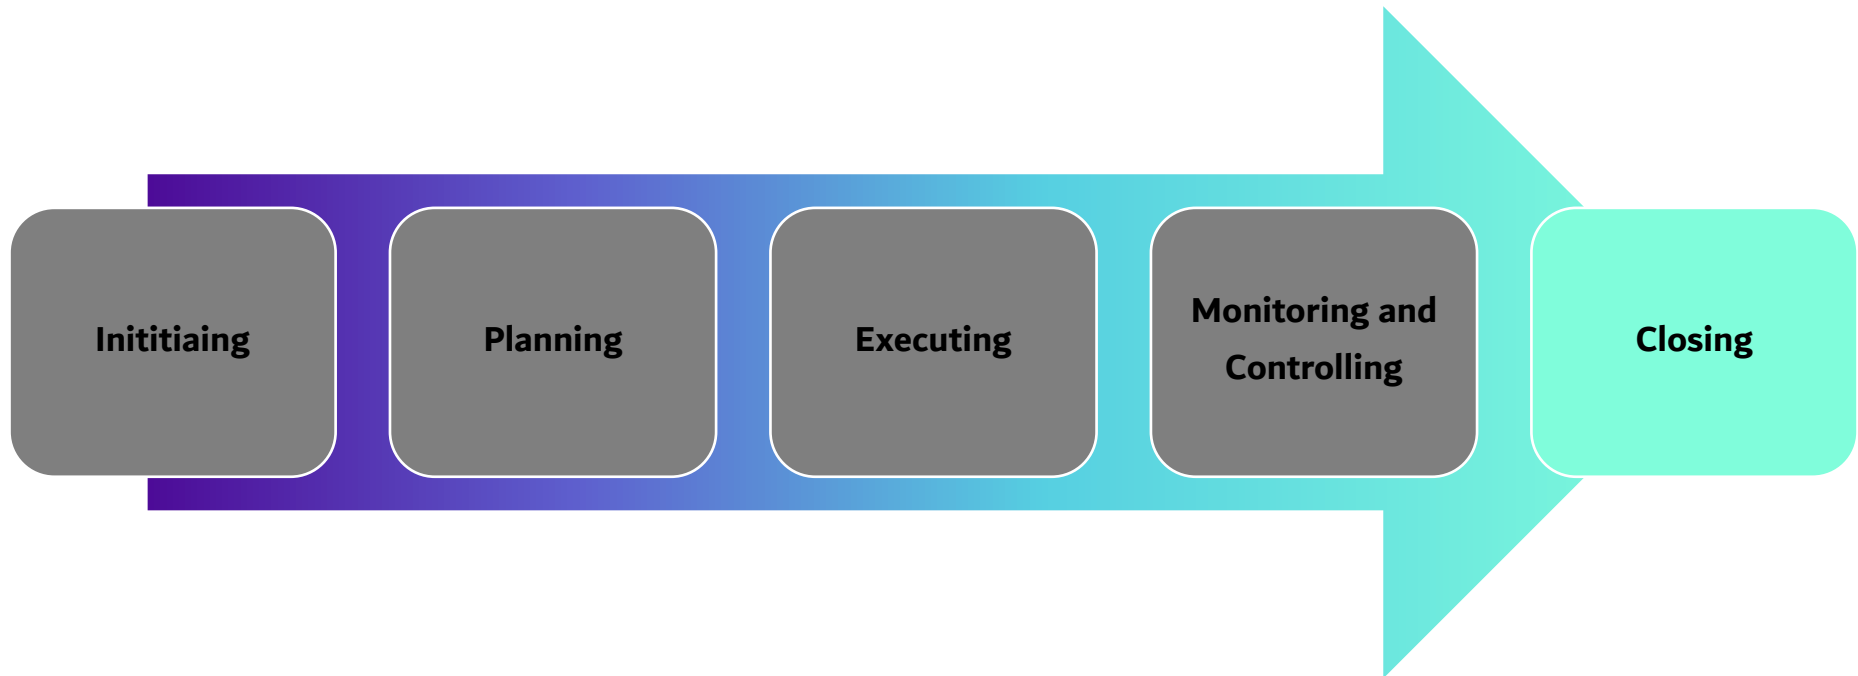 Inititiaing
Planning
Executing
Monitoring and
Controlling
Closing